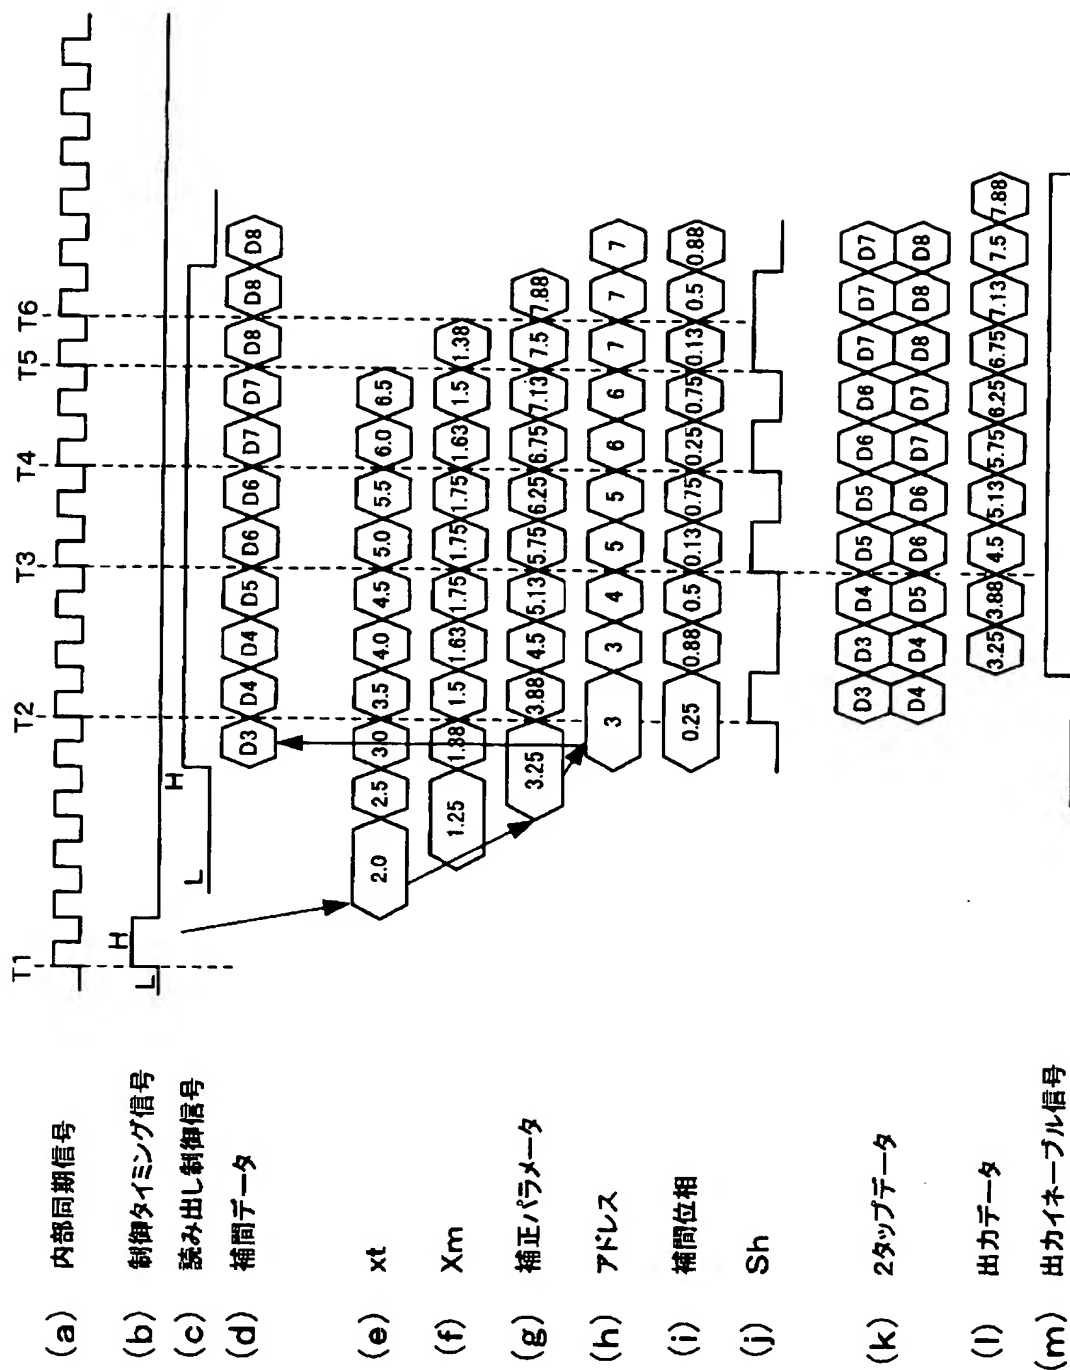 T1 T2 T3 T4 T5 T6
(a) 内部同期信号
(b) 制御タイミング信号 L H
(c) 読み出し制御信号 L H
(d) 補間データ D3 D4 D4 D5 D6 D6 D7 D7 D8 D8 D8
(e) xt 2.0 2.5 3.0 3.5 4.0 4.5 5.0 5.5 6.0 6.5
(f) Xm 1.25 1.38 1.5 1.63 1.75 1.75 1.75 1.63 1.5 1.38
(g) 補正パラメータ 3.25 3.88 4.5 5.13 5.75 6.25 6.75 7.13 7.5 7.88
(h) アドレス 3 3 4 5 5 6 6 7 7 7
(i) 補間位相 0.25 0.88 0.5 0.13 0.75 0.25 0.75 0.13 0.5 0.88
(j) Sh
(k) 2タップデータ D3 D3 D4 D5 D5 D6 D6 D7 D7 D7
D4 D4 D5 D6 D6 D7 D7 D8 D8 D8
(l) 出力データ 3.25 3.88 4.5 5.13 5.75 6.25 6.75 7.13 7.5 7.88
(m) 出力イネーブル信号